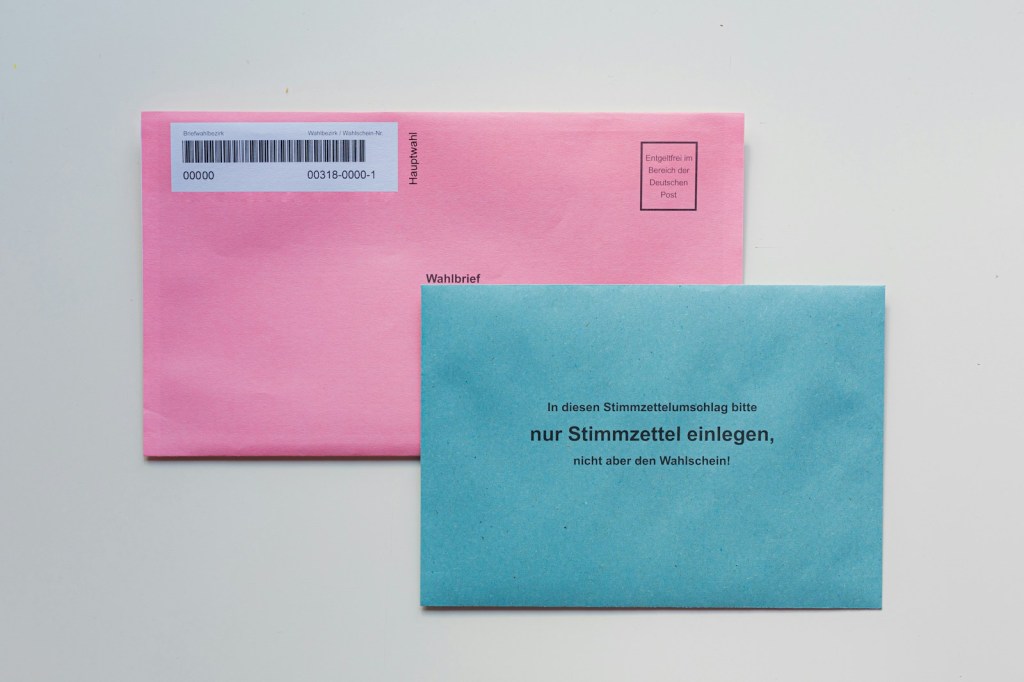 Briefwahlbezirk Wahlbezirk / Wahlschein-Nr.
00000 00318-0000-1
Hauptwahl
Entgeltfrei im
Bereich der
Deutschen
Post
Wahlbrief
In diesen Stimmzettelumschlag bitte
nur Stimmzettel einlegen,
nicht aber den Wahlschein!